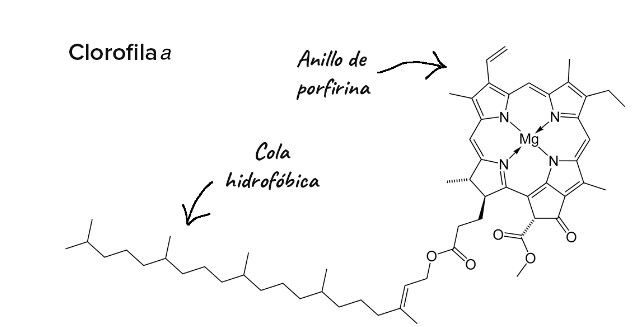 Clorofila a
Anillo de
porfirina
Cola
hidrofóbica
N
N
Mg
N
N
O
O
O
O
O